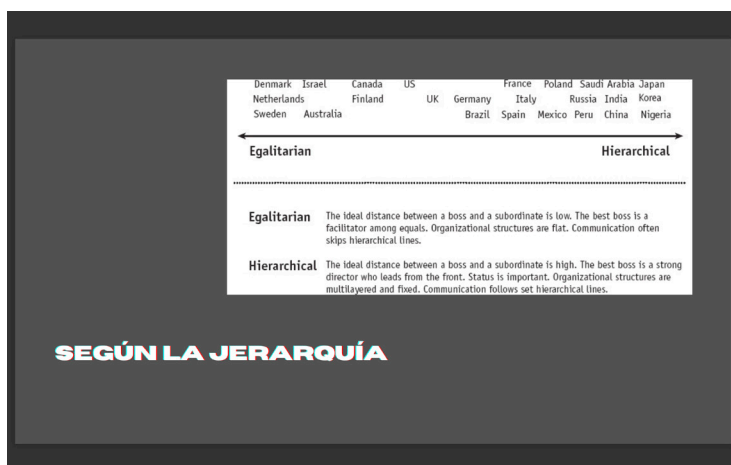 Denmark Israel Canada US France Poland Saudi Arabia Japan
Netherlands Finland UK Germany Italy Russia India Korea
Sweden Australia Brazil Spain Mexico Peru China Nigeria
Egalitarian Hierarchical
Egalitarian The ideal distance between a boss and a subordinate is low. The best boss is a
facilitator among equals. Organizational structures are flat. Communication often
skips hierarchical lines.
Hierarchical The ideal distance between a boss and a subordinate is high. The best boss is a strong
director who leads from the front. Status is important. Organizational structures are
multilayered and fixed. Communication follows set hierarchical lines.
SEGÚN LA JERARQUÍA